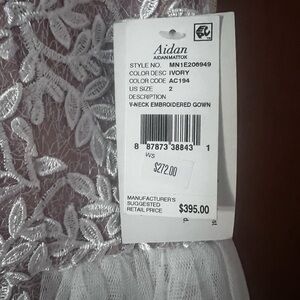 Aidan
AIDAN MATTOX
STYLE NO. MN1E206949
COLOR DESC IVORY
COLOR CODE AC194
US SIZE 2
DESCRIPTION
V-NECK EMBROIDERED GOWN
8 87873 38843 1
WS
$272.00
MANUFACTURER'S
SUGGESTED
RETAIL PRICE $395.00